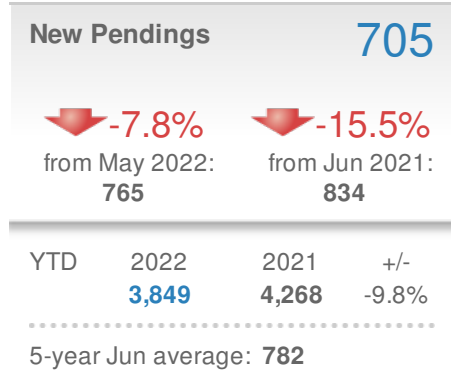 New Pendings 705
-7.8% -15.5%
from May 2022: from Jun 2021:
765 834
YTD 2022 2021 +/-
3,849 4,268 -9.8%
5-year Jun average: 782